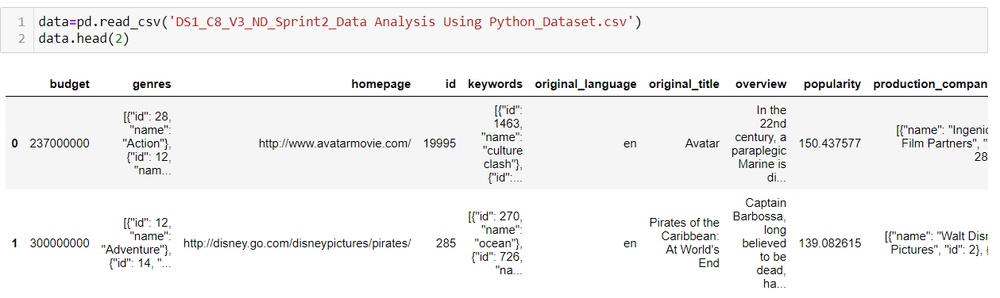 1 data=pd.read_csv('DS1_C8_V3_ND_Sprint2_Data Analysis Using Python_Dataset.csv')
2 data.head(2)
budget genres homepage id keywords original_language original_title overview popularity production_compan
0 237000000 [{"id": 28, "name": "Action"}, {"id": 12, "nam... http://www.avatarmovie.com/ 19995 [{"id": 1463, "name": "culture clash"}, {"id":... en Avatar In the 22nd century, a paraplegic Marine is di... 150.437577 [{"name": "Ingenio Film Partners", " 28
1 300000000 [{"id": 12, "name": "Adventure"}, {"id": 14, "... http://disney.go.com/disneypictures/pirates/ 285 [{"id": 270, "name": "ocean"}, {"id": 726, "na... en Pirates of the Caribbean: At World's End Captain Barbossa, long believed to be dead, ha... 139.082615 [{"name": "Walt Disn Pictures", "id": 2}, {